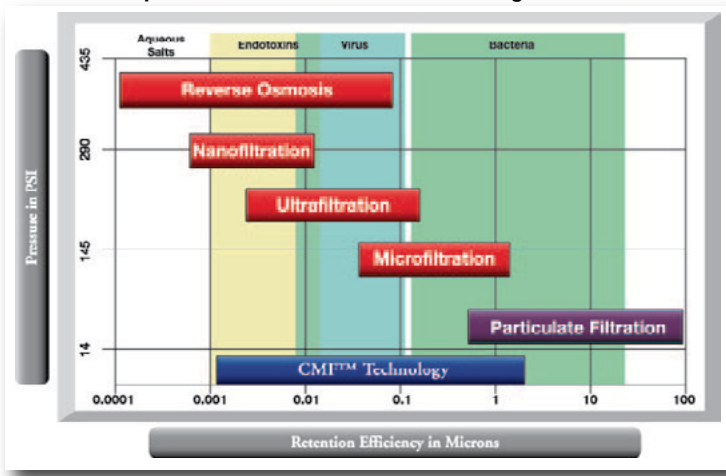 Aqueous
Salts
Endotoxins
Virus
Bacteria
435
290
145
14
Pressure in PSI
Reverse Osmosis
Nanofiltration
Ultrafiltration
Microfiltration
Particulate Filtration
CMF™ Technology
0.0001
0.001
0.01
0.1
1
10
100
Retention Efficiency in Microns